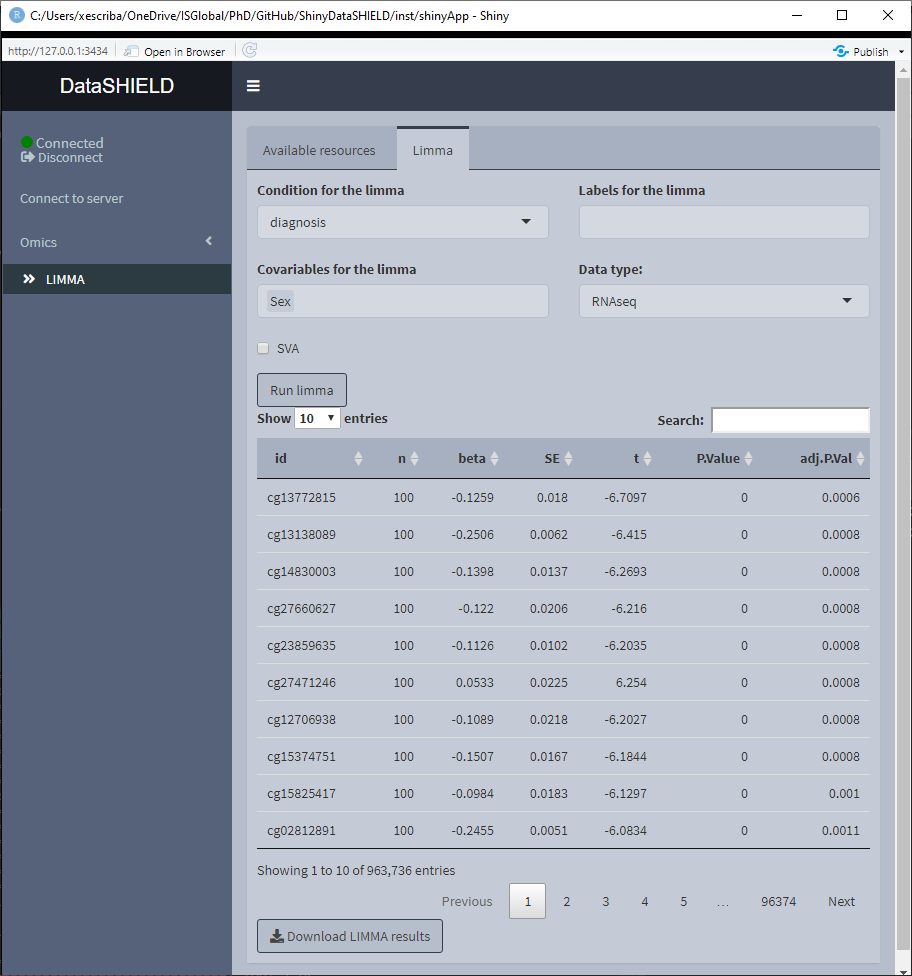 C:/Users/xescriba/OneDrive/ISGlobal/PhD/GitHub/ShinyDataSHIELD/inst/shinyApp - Shiny
http://127.0.0.1:3434 Open in Browser Publish
DataSHIELD
Connected
Disconnect
Connect to server
Omics
LIMMA
Available resources Limma
Condition for the limma Labels for the limma
diagnosis
Covariables for the limma Data type:
Sex RNAseq
SVA
Run limma
Show 10 entries Search:
id n beta SE t P.Value adj.P.Val
cg13772815 100 -0.1259 0.018 -6.7097 0 0.0006
cg13138089 100 -0.2506 0.0062 -6.415 0 0.0008
cg14830003 100 -0.1398 0.0137 -6.2693 0 0.0008
cg27660627 100 -0.122 0.0206 -6.216 0 0.0008
cg23859635 100 -0.1126 0.0102 -6.2035 0 0.0008
cg27471246 100 0.0533 0.0225 6.254 0 0.0008
cg12706938 100 -0.1089 0.0218 -6.2027 0 0.0008
cg15374751 100 -0.1507 0.0167 -6.1844 0 0.0008
cg15825417 100 -0.0984 0.0183 -6.1297 0 0.001
cg02812891 100 -0.2455 0.0051 -6.0834 0 0.0011
Showing 1 to 10 of 963,736 entries
Previous 1 2 3 4 5 … 96374 Next
Download LIMMA results